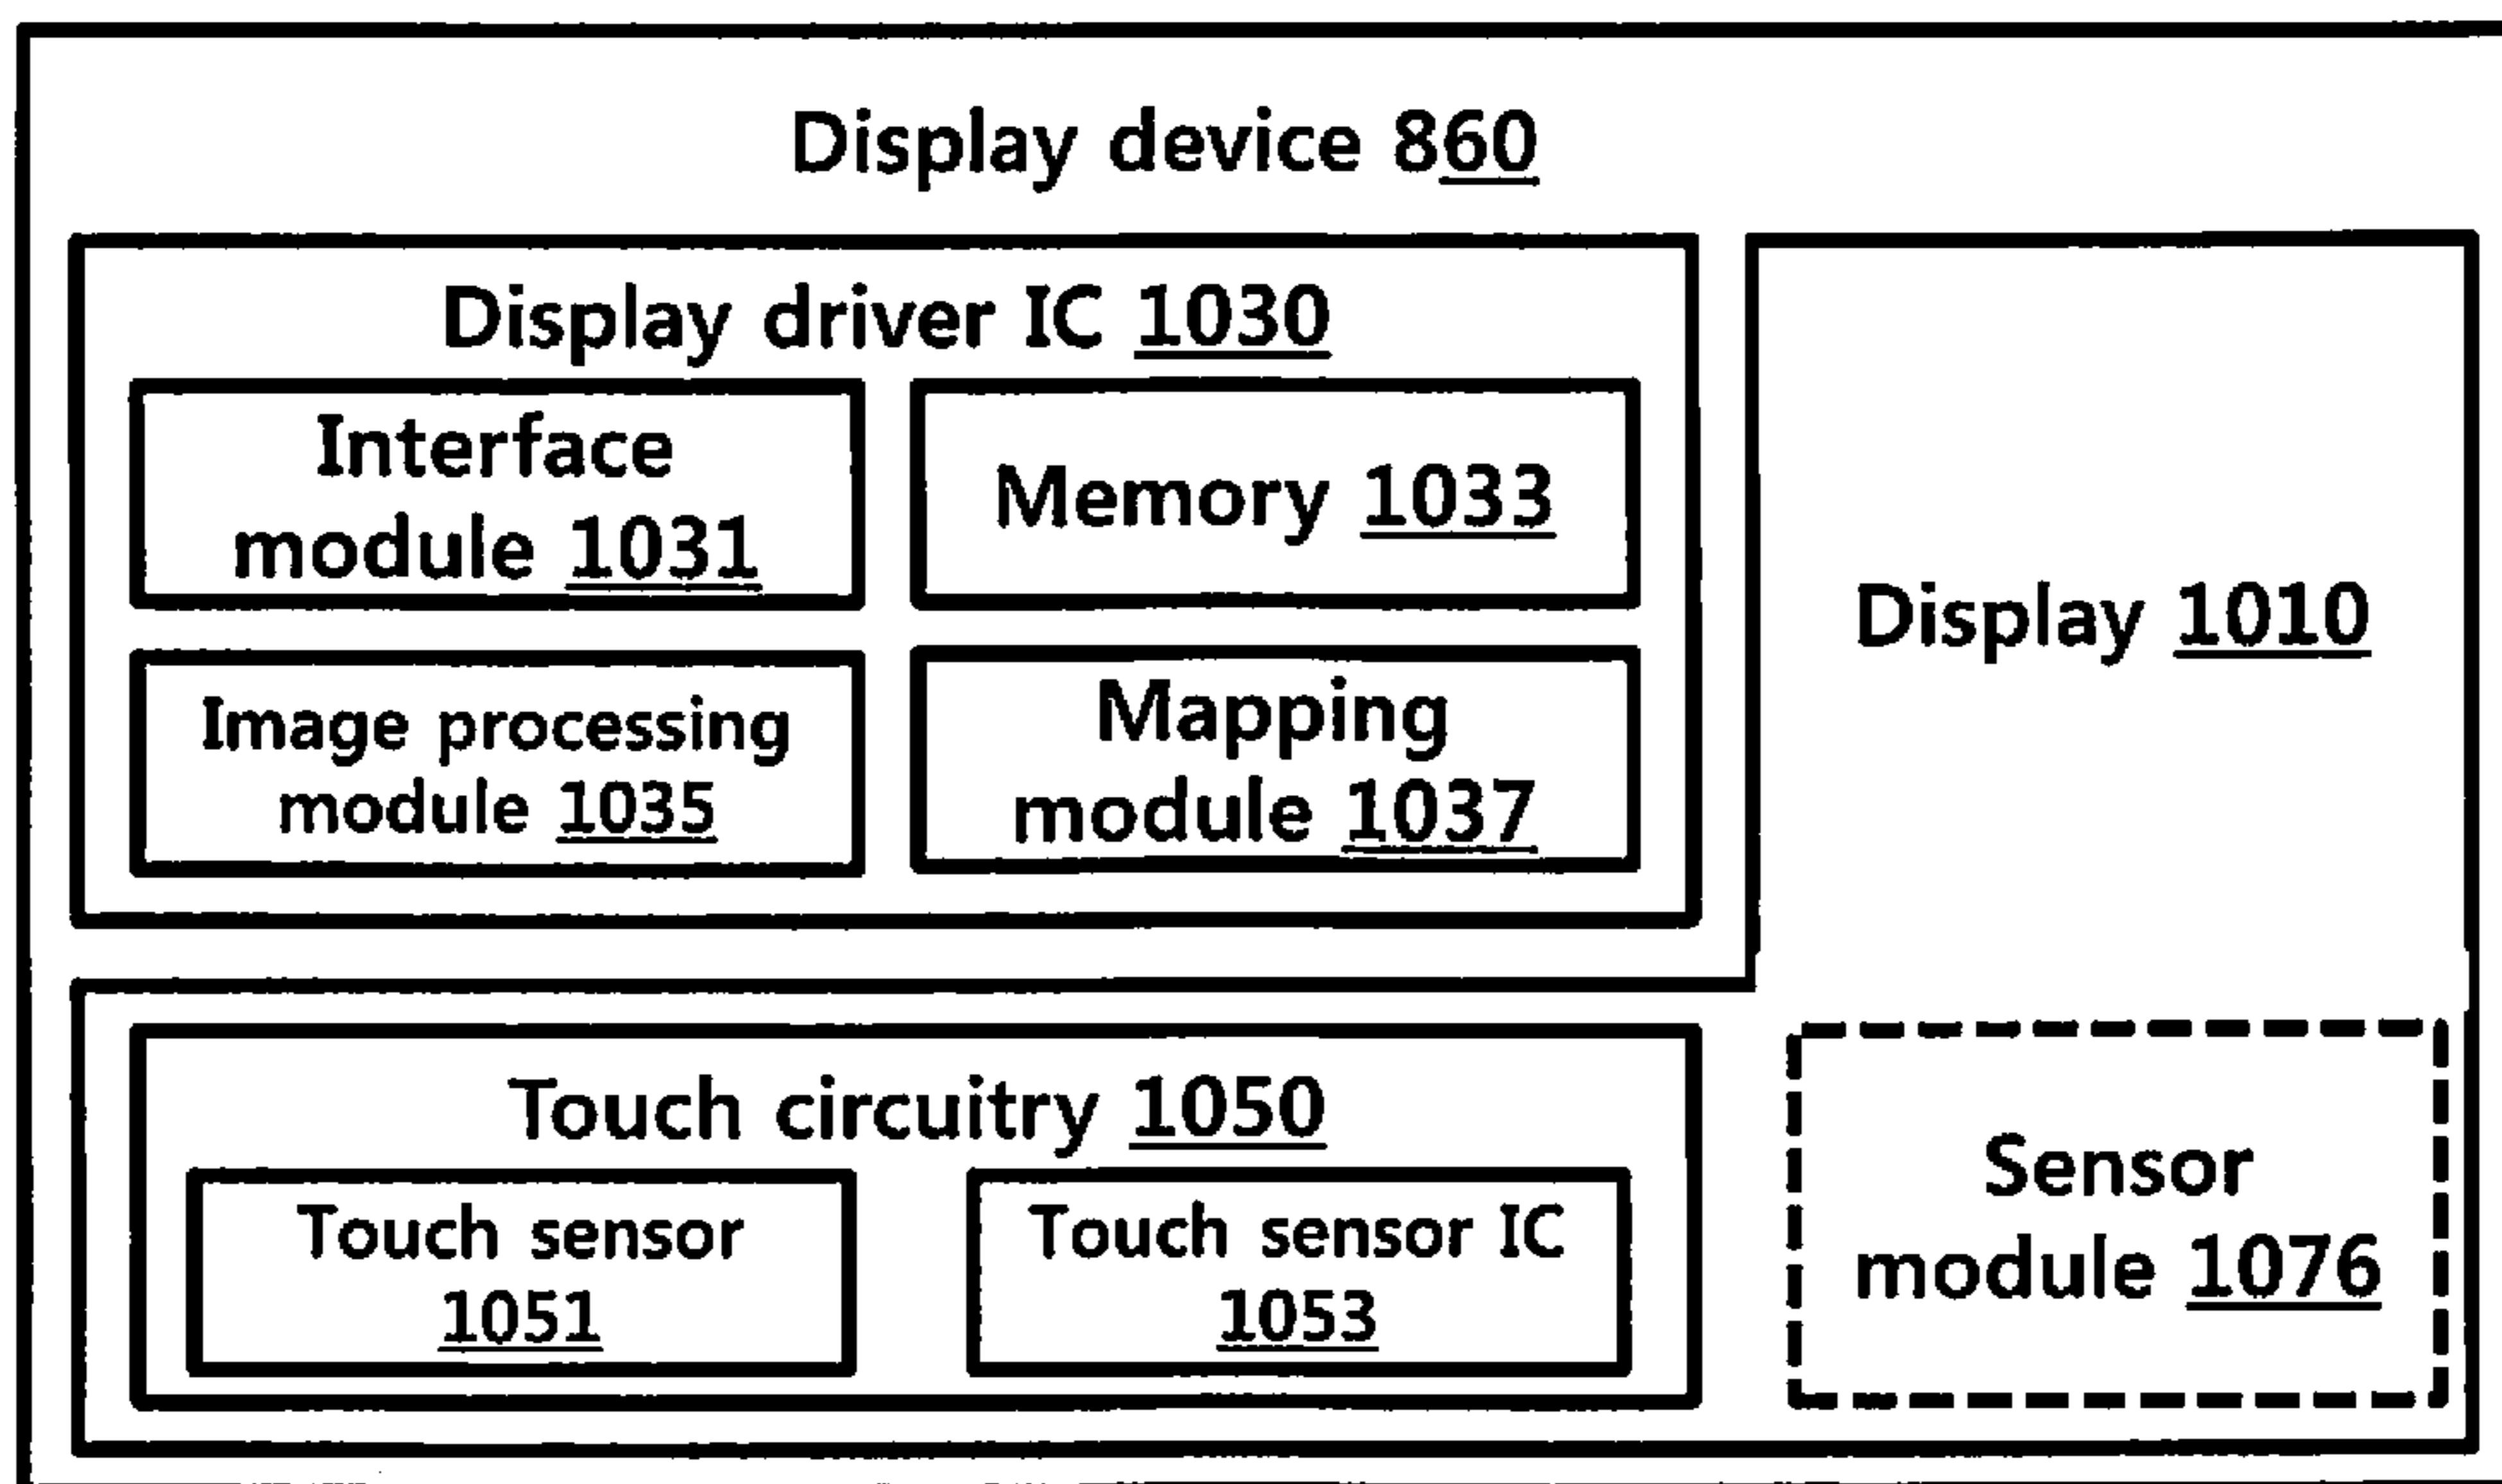 Display device 860
Display driver IC 1030
Interface
module 1031
Memory 1033
Image processing
module 1035
Mapping
module 1037
Display 1010
Touch circuitry 1050
Touch sensor
1051
Touch sensor IC
1053
Sensor
module 1076